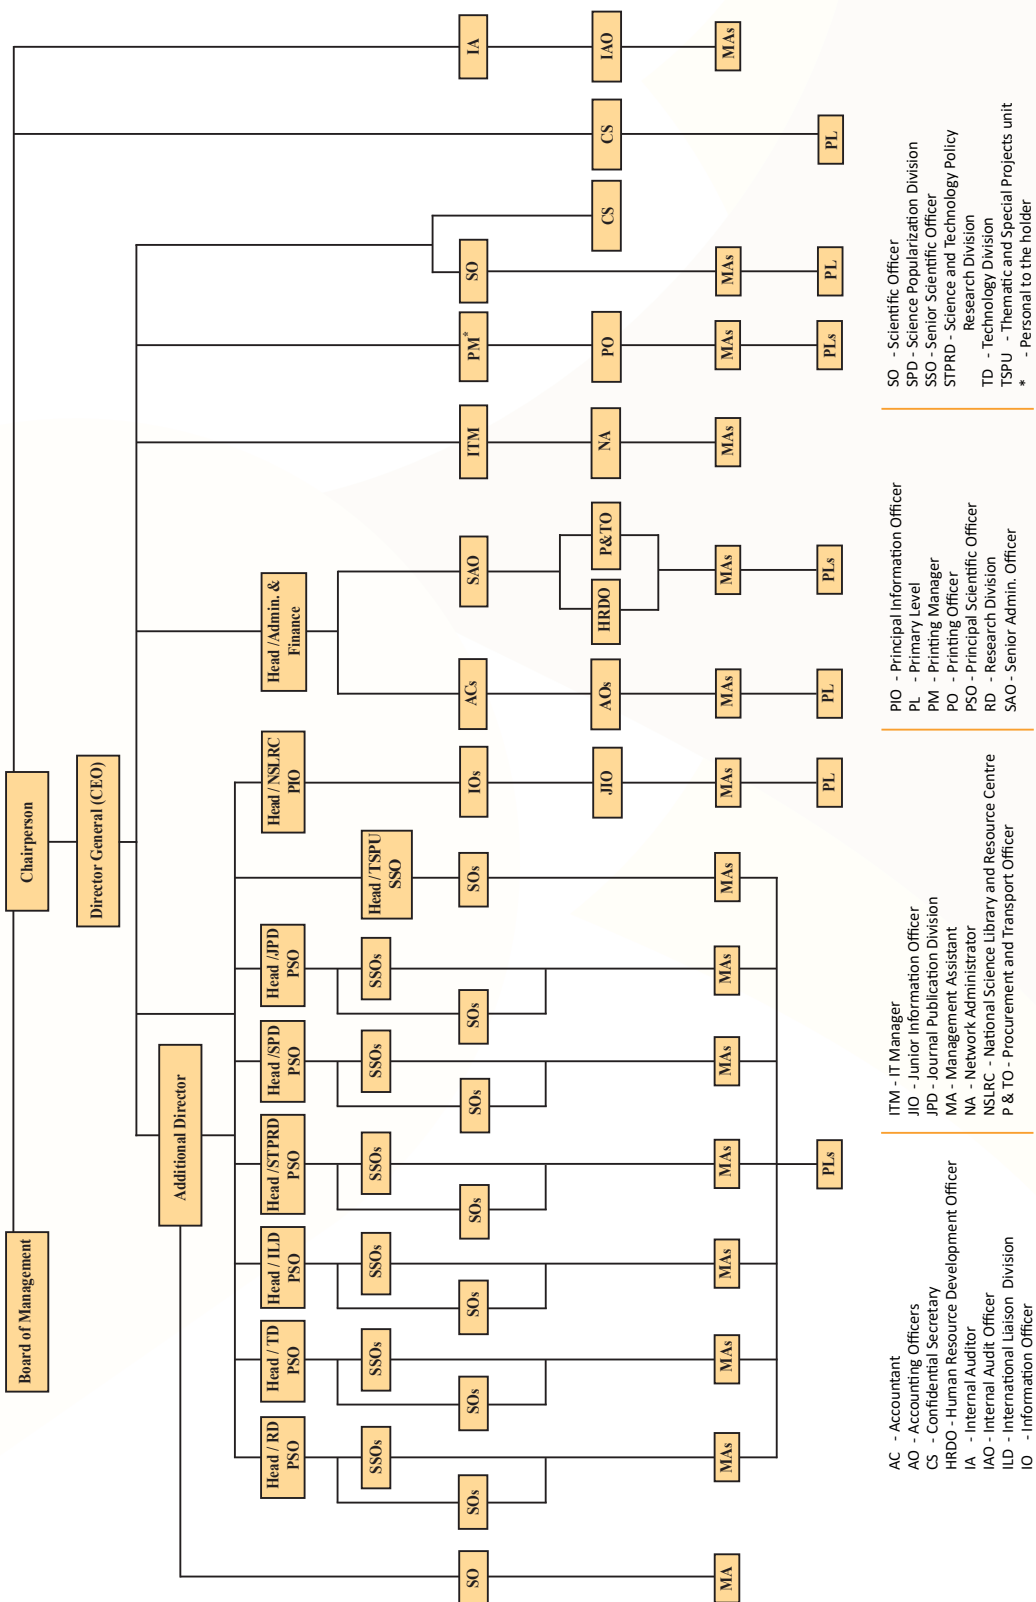 Board of Management
Chairperson
Director General (CEO)
Additional Director
Head / RD
PSO
Head / TD
PSO
Head / ILD
PSO
Head /STPRD
PSO
Head /SPD
PSO
Head /JPD
PSO
Head / NSLRC
PIO
Head /Admin. &
Finance
SSOs
SSOs
SSOs
SSOs
SSOs
SSOs
Head / TSPU
SSO
SO
SOs
SOs
SOs
SOs
SOs
SOs
SOs
IOs
ACs
SAO
ITM
PM*
SO
IA
JIO
AOs
HRDO
P&TO
NA
PO
CS
CS
IAO
MA
MAs
MAs
MAs
MAs
MAs
MAs
MAs
MAs
MAs
MAs
MAs
MAs
MAs
MAs
PLs
PL
PL
PLs
PLs
PL
PL
AC - Accountant
AO - Accounting Officers
CS - Confidential Secretary
HRDO - Human Resource Development Officer
IA - Internal Auditor
IAO - Internal Audit Officer
ILD - International Liaison Division
IO - Information Officer
ITM - IT Manager
JIO - Junior Information Officer
JPD - Journal Publication Division
MA - Management Assistant
NA - Network Administrator
NSLRC - National Science Library and Resource Centre
P & TO - Procurement and Transport Officer
PIO - Principal Information Officer
PL - Primary Level
PM - Printing Manager
PO - Printing Officer
PSO - Principal Scientific Officer
RD - Research Division
SAO - Senior Admin. Officer
SO - Scientific Officer
SPD - Science Popularization Division
SSO - Senior Scientific Officer
STPRD - Science and Technology Policy
Research Division
TD - Technology Division
TSPU - Thematic and Special Projects unit
* - Personal to the holder